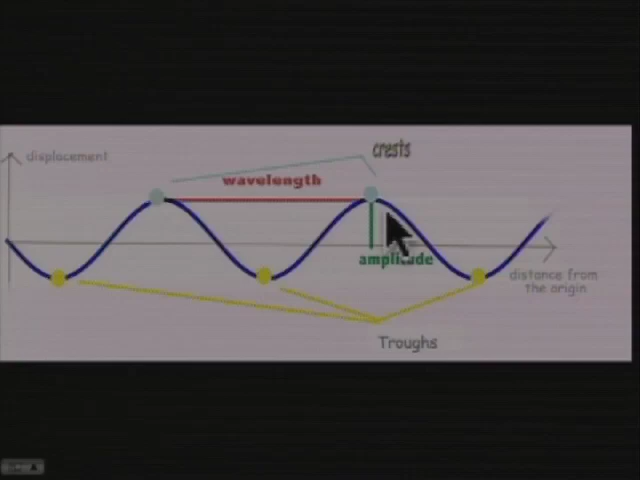 crests
displacement
wavelength
amplitude
distance from
the origin
Troughs